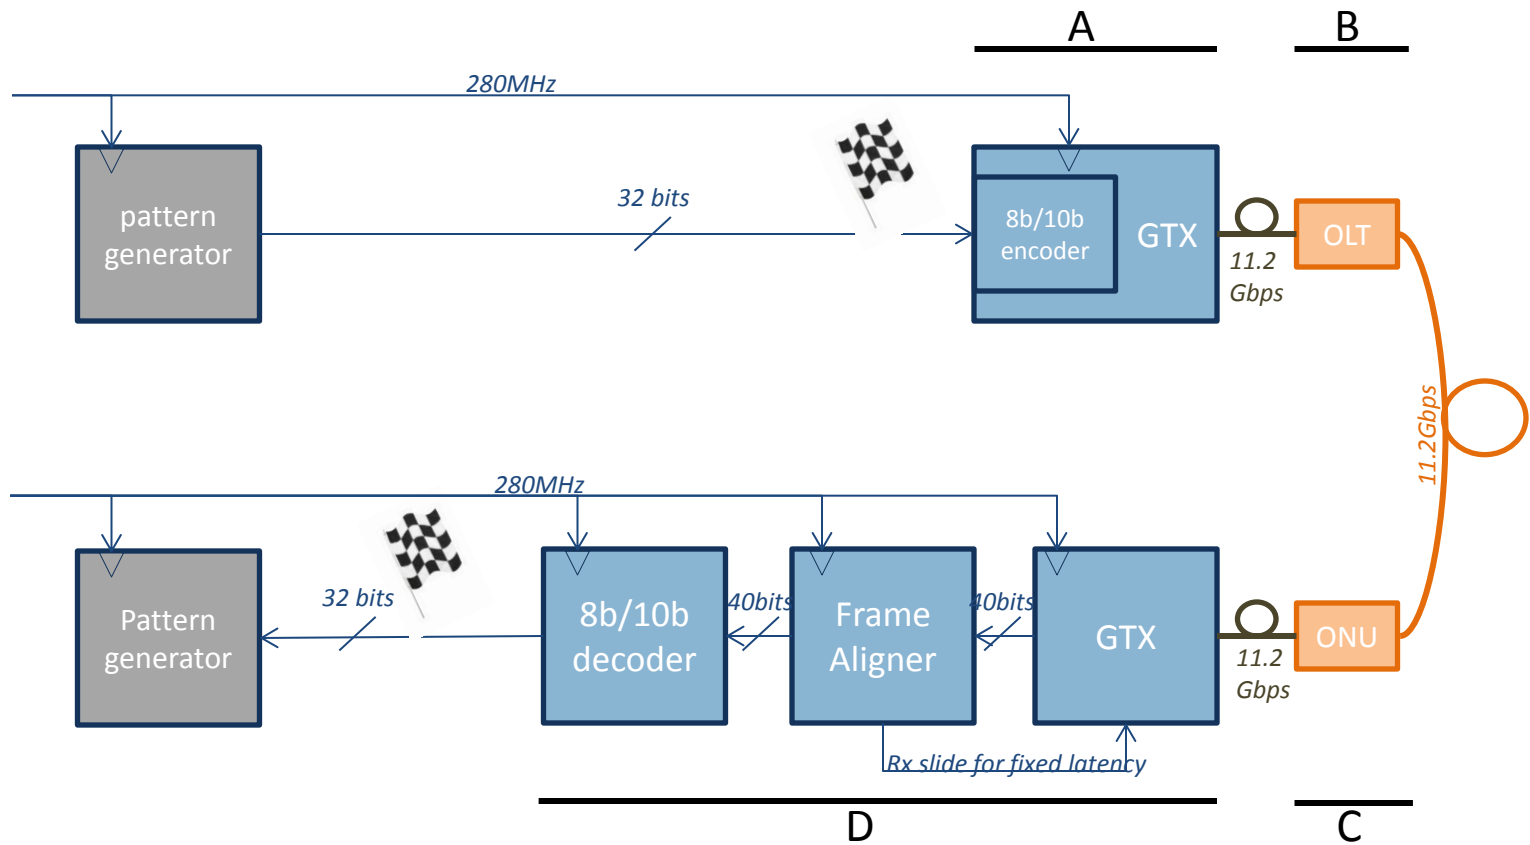 A
B
280MHz
pattern
generator
32 bits
8b/10b
encoder
GTX
11.2
Gbps
OLT
11.2Gbps
280MHz
Pattern
generator
32 bits
8b/10b
decoder
40bits
Frame
Aligner
40bits
GTX
11.2
Gbps
ONU
Rx slide for fixed latency
D
C